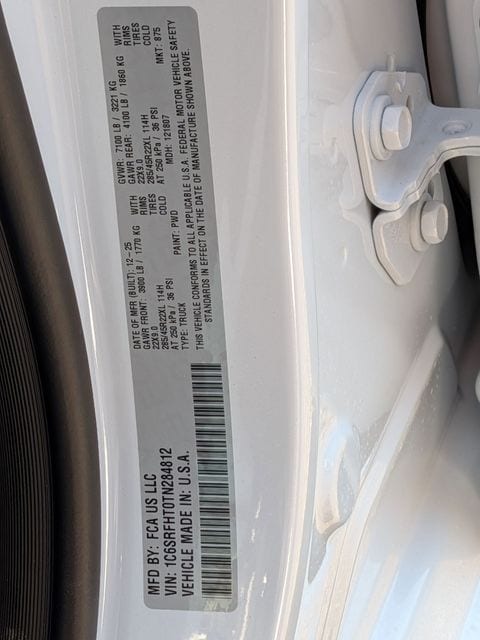 MFD BY: FCA US LLC
VIN: 1C6SRFHT0TN284812
VEHICLE MADE IN: U.S.A.
DATE OF MFR (BUILT): 12-25
GAWR FRONT: 3900 LB / 1770 KG WITH
22X9.0 RIMS
285/45R22XL 114H TIRES
AT 250 kPa / 36 PSI COLD
TYPE: TRUCK PAINT: PWD
GVWR: 7100 LB / 3221 KG
GAWR REAR: 4100 LB / 1860 KG WITH
22X9.0 RIMS
285/45R22XL 114H TIRES
AT 250 kPa / 36 PSI COLD
MDH: 121807 MKT: 875
THIS VEHICLE CONFORMS TO ALL APPLICABLE U.S.A. FEDERAL MOTOR VEHICLE SAFETY
STANDARDS IN EFFECT ON THE DATE OF MANUFACTURE SHOWN ABOVE.